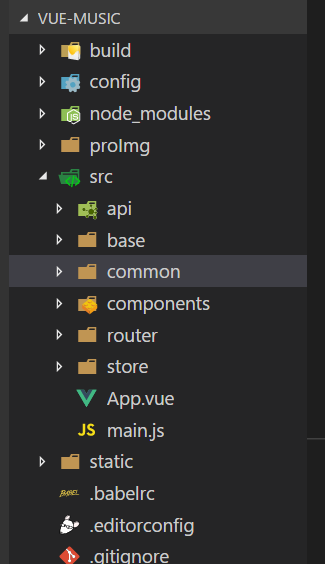 VUE-MUSIC
build
config
node_modules
proImg
src
api
base
common
components
router
store
App.vue
JS main.js
static
BABEL .babelrc
.editorconfig
.gitignore